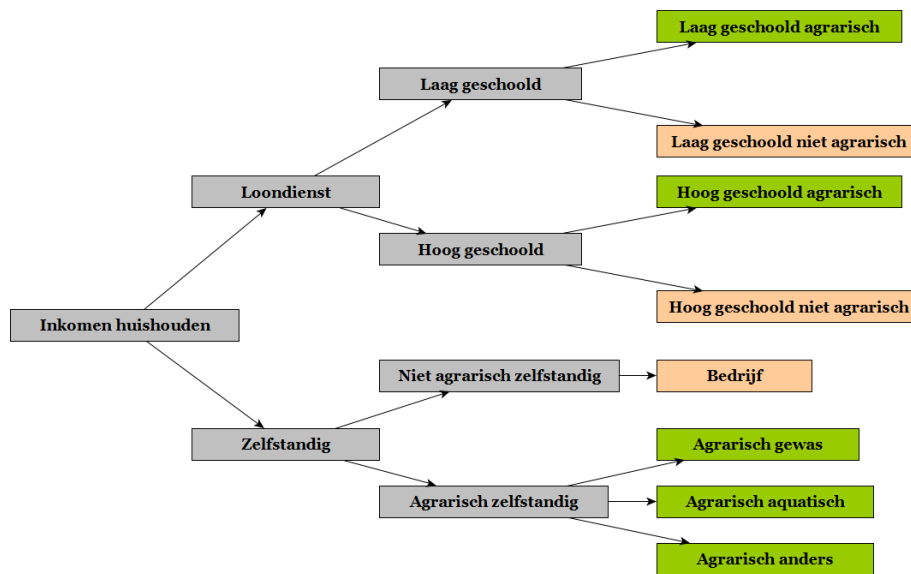 Laag geschoold agrarisch
Laag geschoold
Laag geschoold niet agrarisch
Loondienst
Hoog geschoold agrarisch
Hoog geschoold
Hoog geschoold niet agrarisch
Inkomen huishouden
Niet agrarisch zelfstandig
Bedrijf
Zelfstandig
Agrarisch gewas
Agrarisch zelfstandig
Agrarisch aquatisch
Agrarisch anders